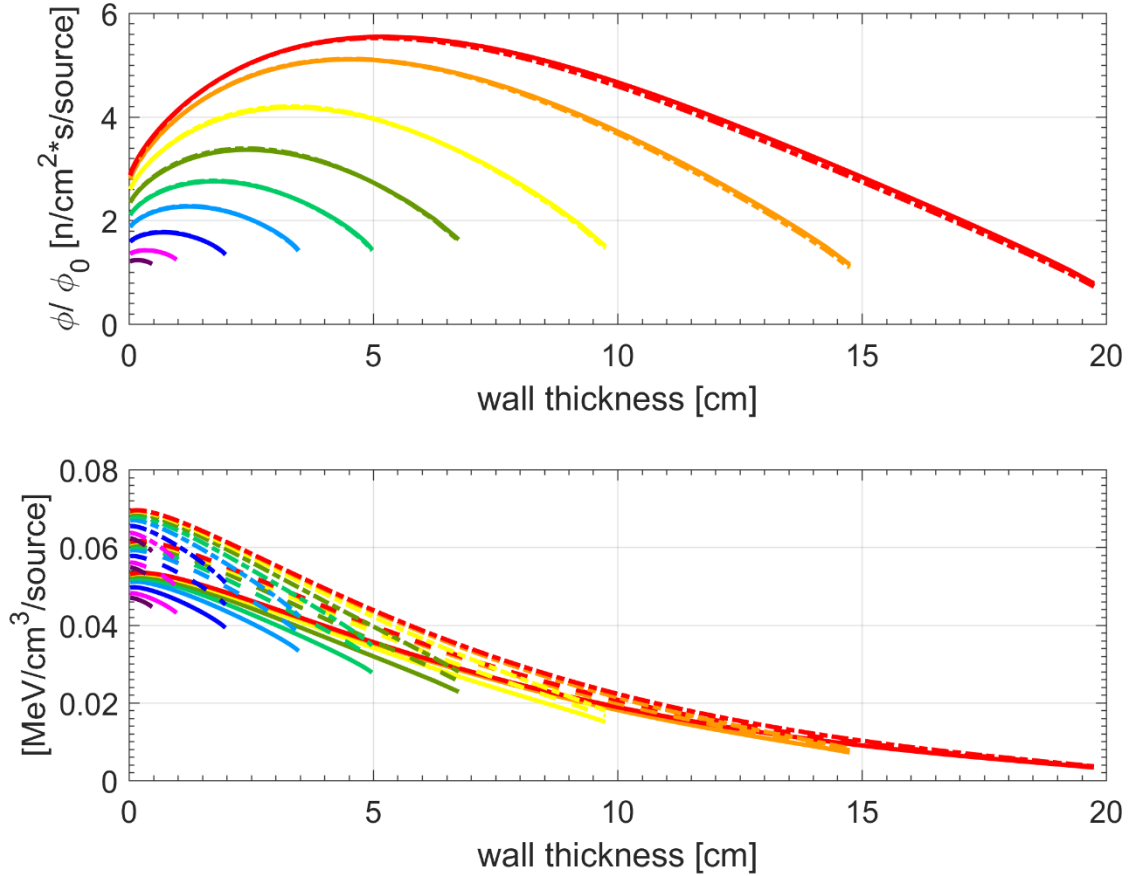 ϕ/ ϕ₀ [n/cm²*s/source]
6
4
2
0
0 5 10 15 20
wall thickness [cm]
[MeV/cm³/source]
0.08
0.06
0.04
0.02
0
0 5 10 15 20
wall thickness [cm]